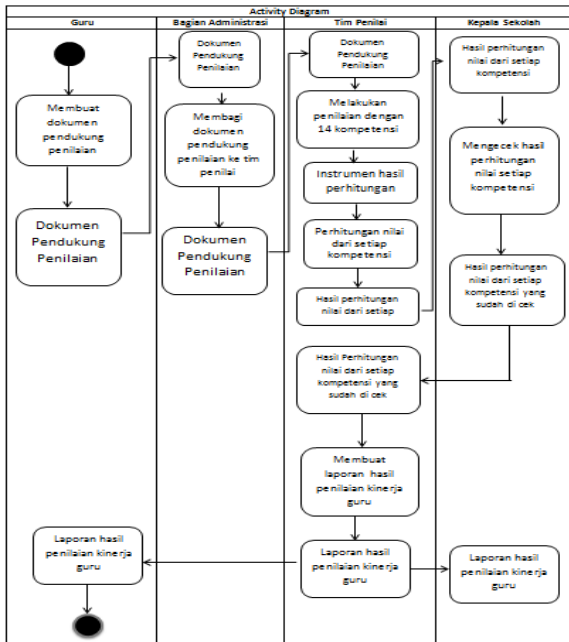 Activity Diagram
Guru
Bagian Administrasi
Tim Penilai
Kepala Sekolah
Membuat
dokumen
pendukung
penilaian
Dokumen
Pendukung
Penilaian
Dokumen
Pendukung
Penilaian
Membagi
dokumen
pendukung
penilaian ke tim
penilai
Dokumen
Pendukung
Penilaian
Dokumen
Pendukung
Penilaian
Melakukan
penilaian dengan
14 kompetensi
Instrumen hasil
perhitungan
Perhitungan nilai
dari setiap
kompetensi
Hasil perhitungan
nilai dari setiap
Hasil perhitungan
nilai dari setiap
kompetensi
Mengecek hasil
perhitungan
nilai setiap
kompetensi
Hasil perhitungan
nilai dari setiap
kompetensi yang
sudah di cek
Hasil Perhitungan
nilai dari setiap
kompetensi yang
sudah di cek
Membuat
laporan hasil
penilaian kinerja
guru
Laporan hasil
penilaian kinerja
guru
Laporan hasil
penilaian kinerja
guru
Laporan hasil
penilaian kinerja
guru